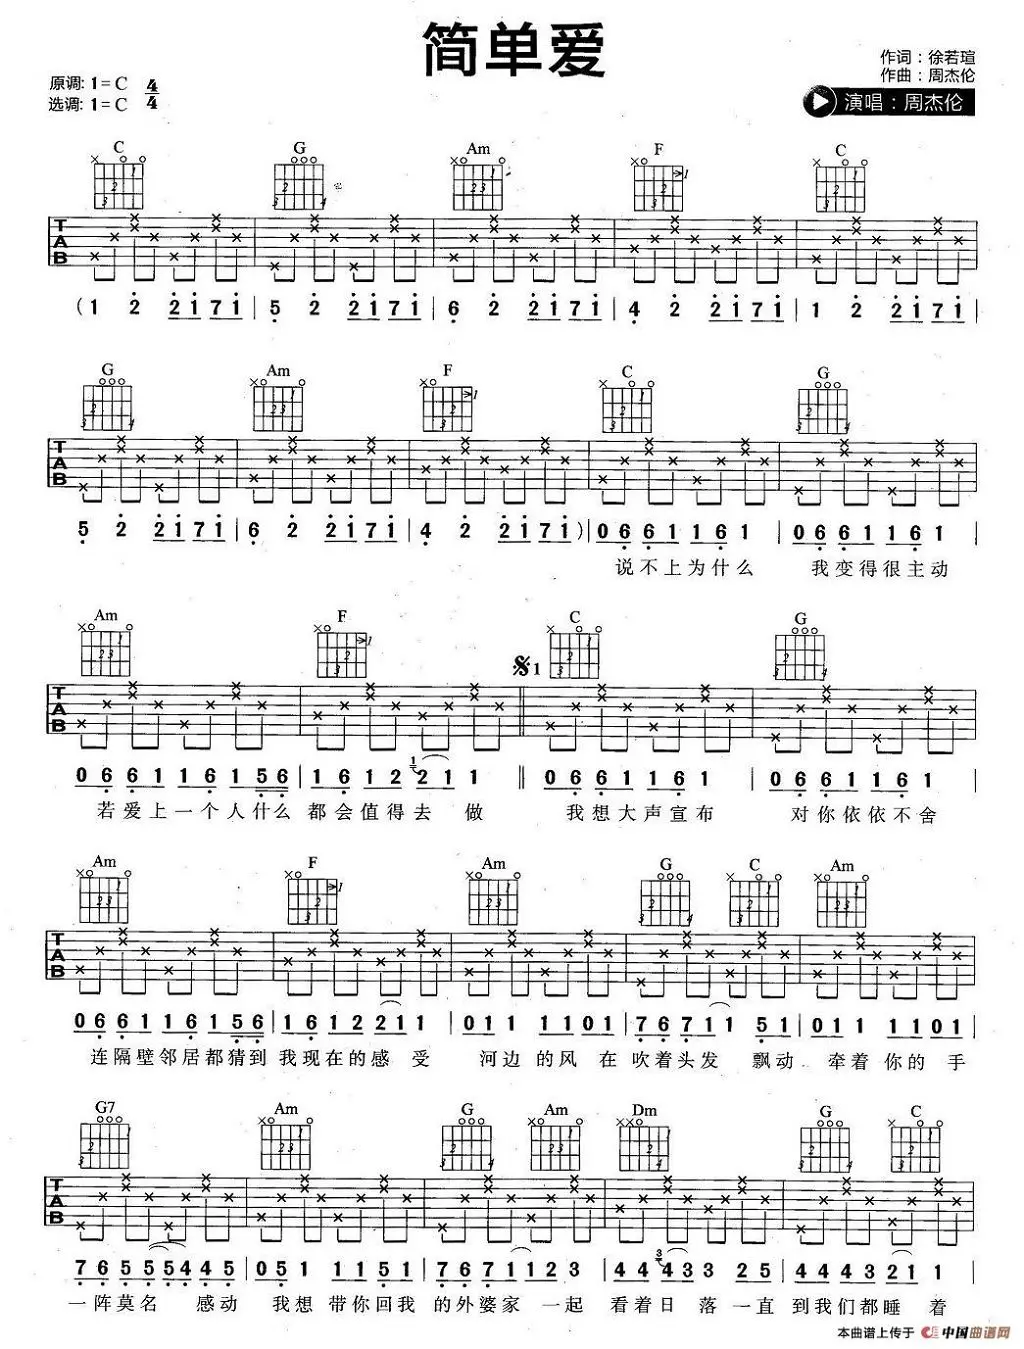 简单爱
作词：徐若瑄
作曲：周杰伦
演唱：周杰伦
原调: 1=C 4/4
选调: 1=C
C G Am F C
TAB
(1 2 2 1 7 1 | 5 2 2 1 7 1 | 6 2 2 1 7 1 | 4 2 2 1 7 1 | 1 2 2 1 7 1 |
G Am F C G
TAB
5 2 2 1 7 1 | 6 2 2 1 7 1 | 4 2 2 1 7 1 ) | 0 6 6 1 1 6 1 | 0 6 6 1 1 6 1 |
说不上为什么 我变得很主动
Am F 1 C G
TAB
0 6 6 1 1 6 1 5 6 | 1 6 1 2 1 2 1 1 || 0 6 6 1 1 6 1 | 0 6 6 1 1 6 1 |
若爱上一个人什么 都会值得去 做 我想大声宣布 对你依依不舍
Am F Am G C Am
TAB
0 6 6 1 1 6 1 5 6 | 1 6 1 2 2 1 1 | 0 1 1 1 1 0 1 | 7 6 7 1 1 5 1 | 0 1 1 1 1 0 1 |
连隔壁邻居都猜到 我现在的感 受 河边 的风 在 吹着头发 飘动 牵着 你的 手
G7 Am G Am Dm G C
TAB
7 6 5 5 5 4 4 5 | 0 5 1 1 1 5 1 | 7 6 7 1 1 2 3 | 4 4 3 4 3 3 2 5 5 | 4 4 4 3 2 1 1 |
一阵莫名 感动 我想 带你回我 的外婆家 一起 看着日 落 一直 到我们都睡 着
本曲谱上传于 中国曲谱网